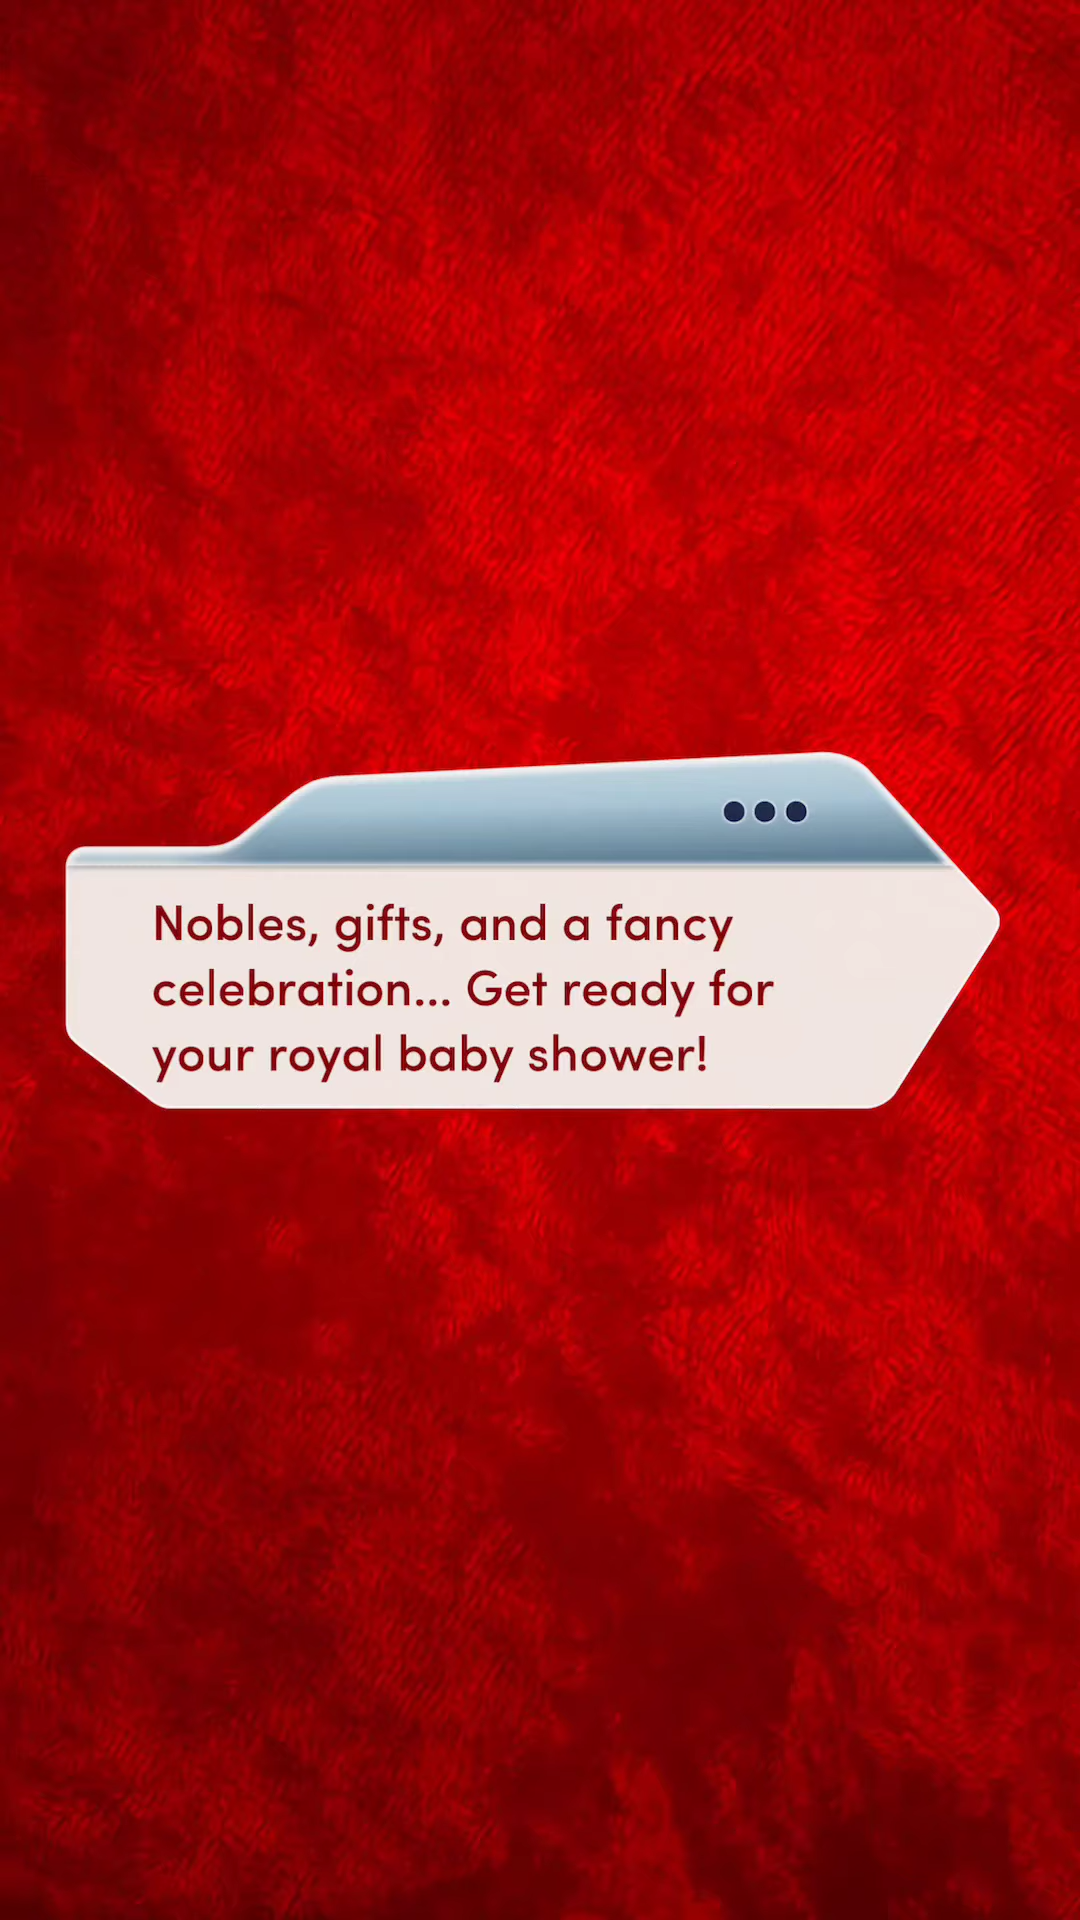 Nobles, gifts, and a fancy
celebration... Get ready for
your royal baby shower!